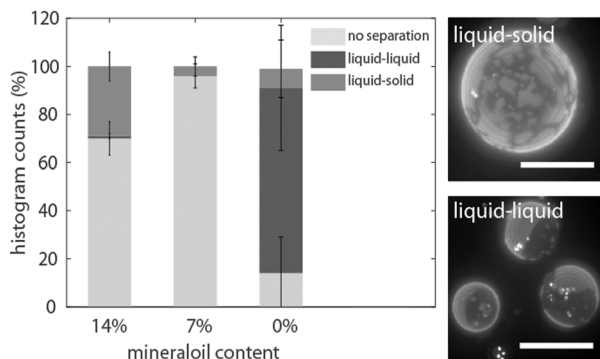 histogram counts (%)
120
100
80
60
40
20
0
14% 7% 0%
mineraloil content
no separation
liquid-liquid
liquid-solid
liquid-solid
liquid-liquid